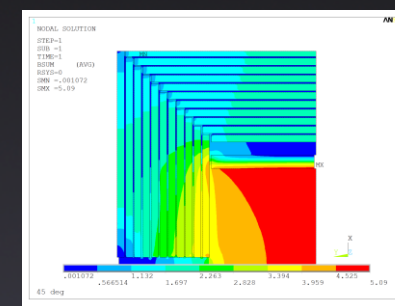 AN
NODAL SOLUTION
STEP=1
SUB =1
TIME=1
BSUM (AVG)
RSYS=0
SMN =.001072
SMX =5.09
MN
MX
X
.001072 1.132 2.263 3.394 4.525
.566514 1.697 2.828 3.959 5.09
45 deg